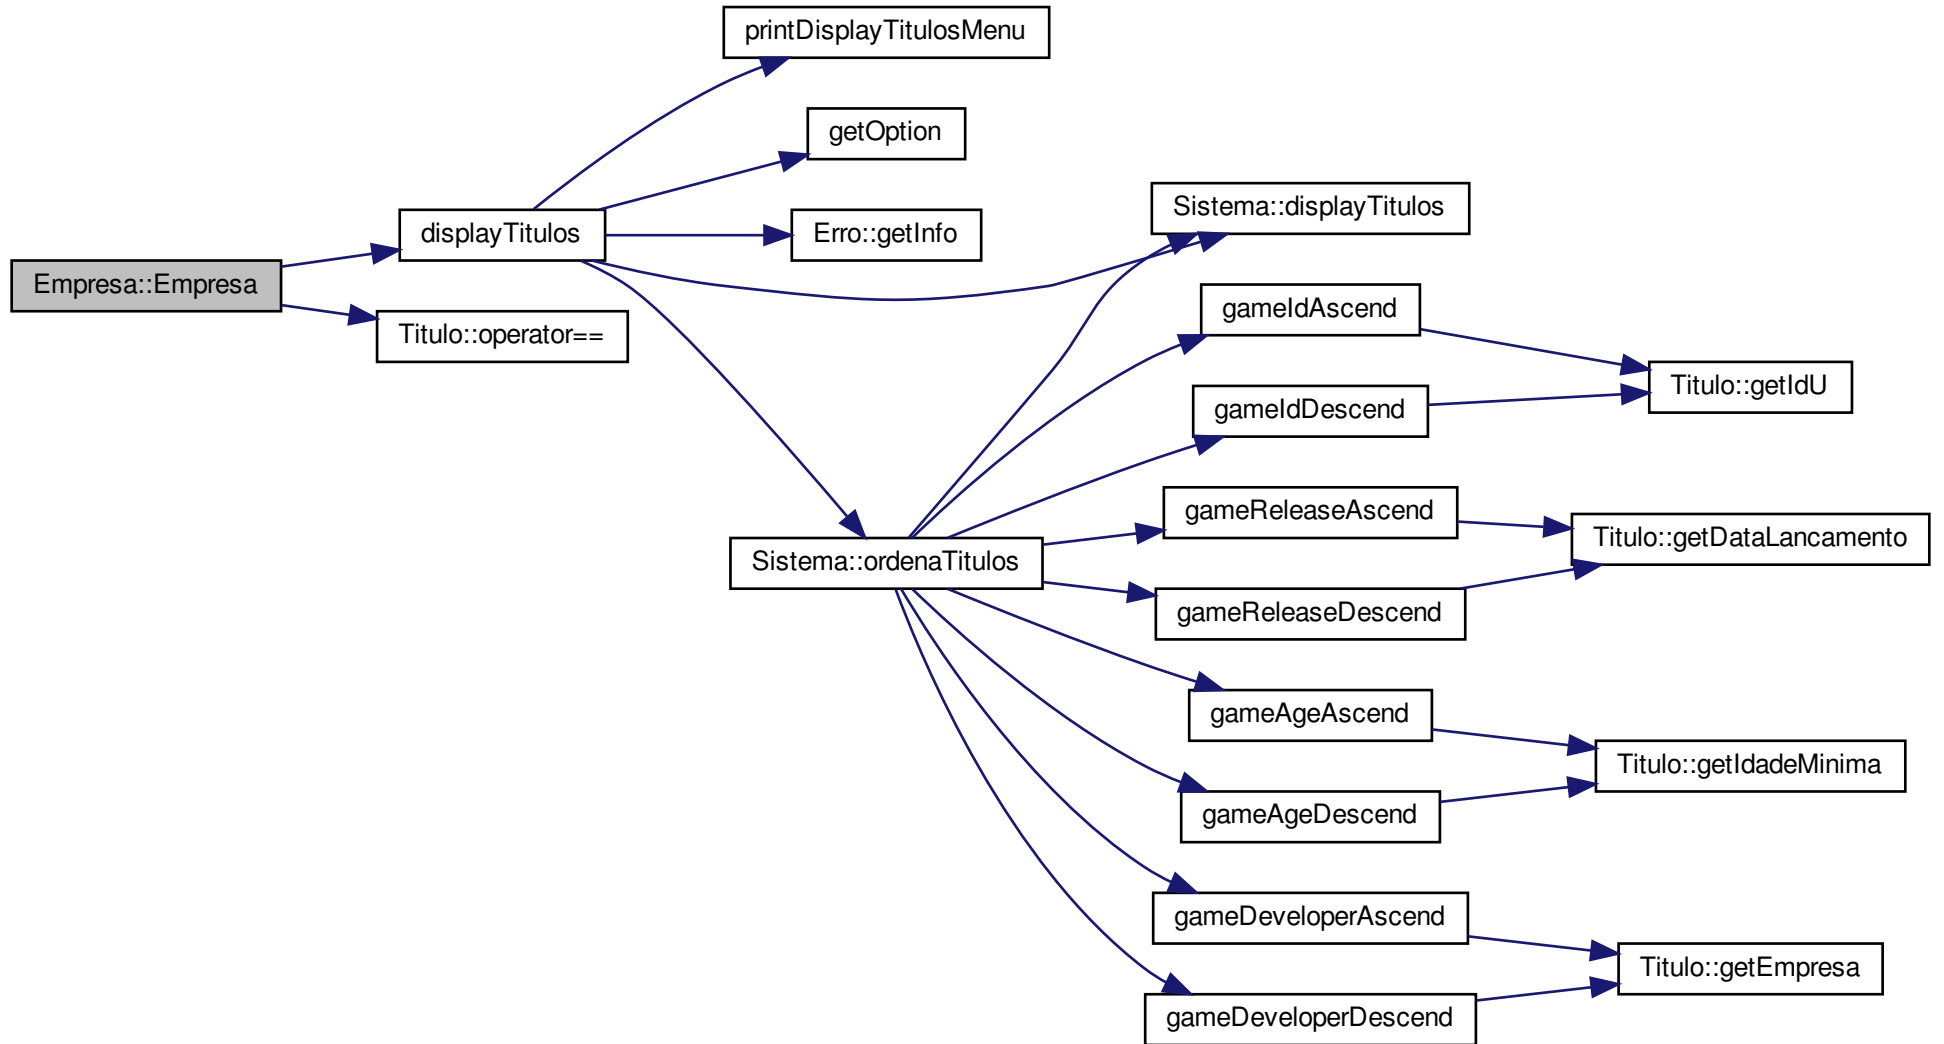 printDisplayTitulosMenu
getOption
Sistema::displayTitulos
displayTitulos
Erro::getInfo
Empresa::Empresa
gameIdAscend
Titulo::operator==
Titulo::getIdU
gameIdDescend
gameReleaseAscend
Titulo::getDataLancamento
Sistema::ordenaTitulos
gameReleaseDescend
gameAgeAscend
Titulo::getIdadeMinima
gameAgeDescend
gameDeveloperAscend
Titulo::getEmpresa
gameDeveloperDescend